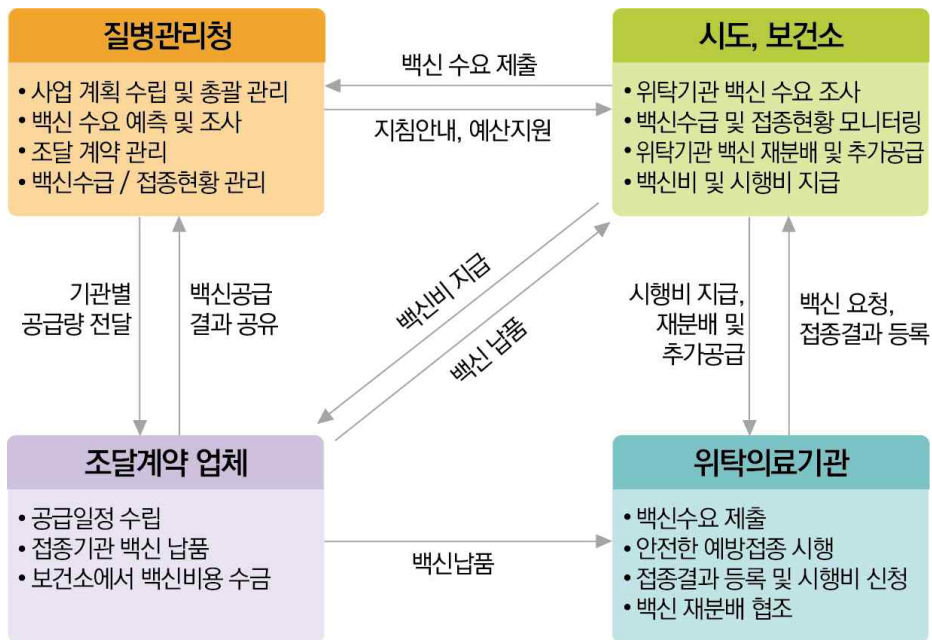 질병관리청
• 사업 계획 수립 및 총괄 관리
• 백신 수요 예측 및 조사
• 조달 계약 관리
• 백신수급 / 접종현황 관리
백신 수요 제출
지침안내, 예산지원
시도, 보건소
• 위탁기관 백신 수요 조사
• 백신수급 및 접종현황 모니터링
• 위탁기관 백신 재분배 및 추가공급
• 백신비 및 시행비 지급
기관별
공급량 전달
백신공급
결과 공유
백신비 지급
백신 납품
시행비 지급,
재분배 및
추가공급
백신 요청,
접종결과 등록
조달계약 업체
• 공급일정 수립
• 접종기관 백신 납품
• 보건소에서 백신비용 수금
백신납품
위탁의료기관
• 백신수요 제출
• 안전한 예방접종 시행
• 접종결과 등록 및 시행비 신청
• 백신 재분배 협조